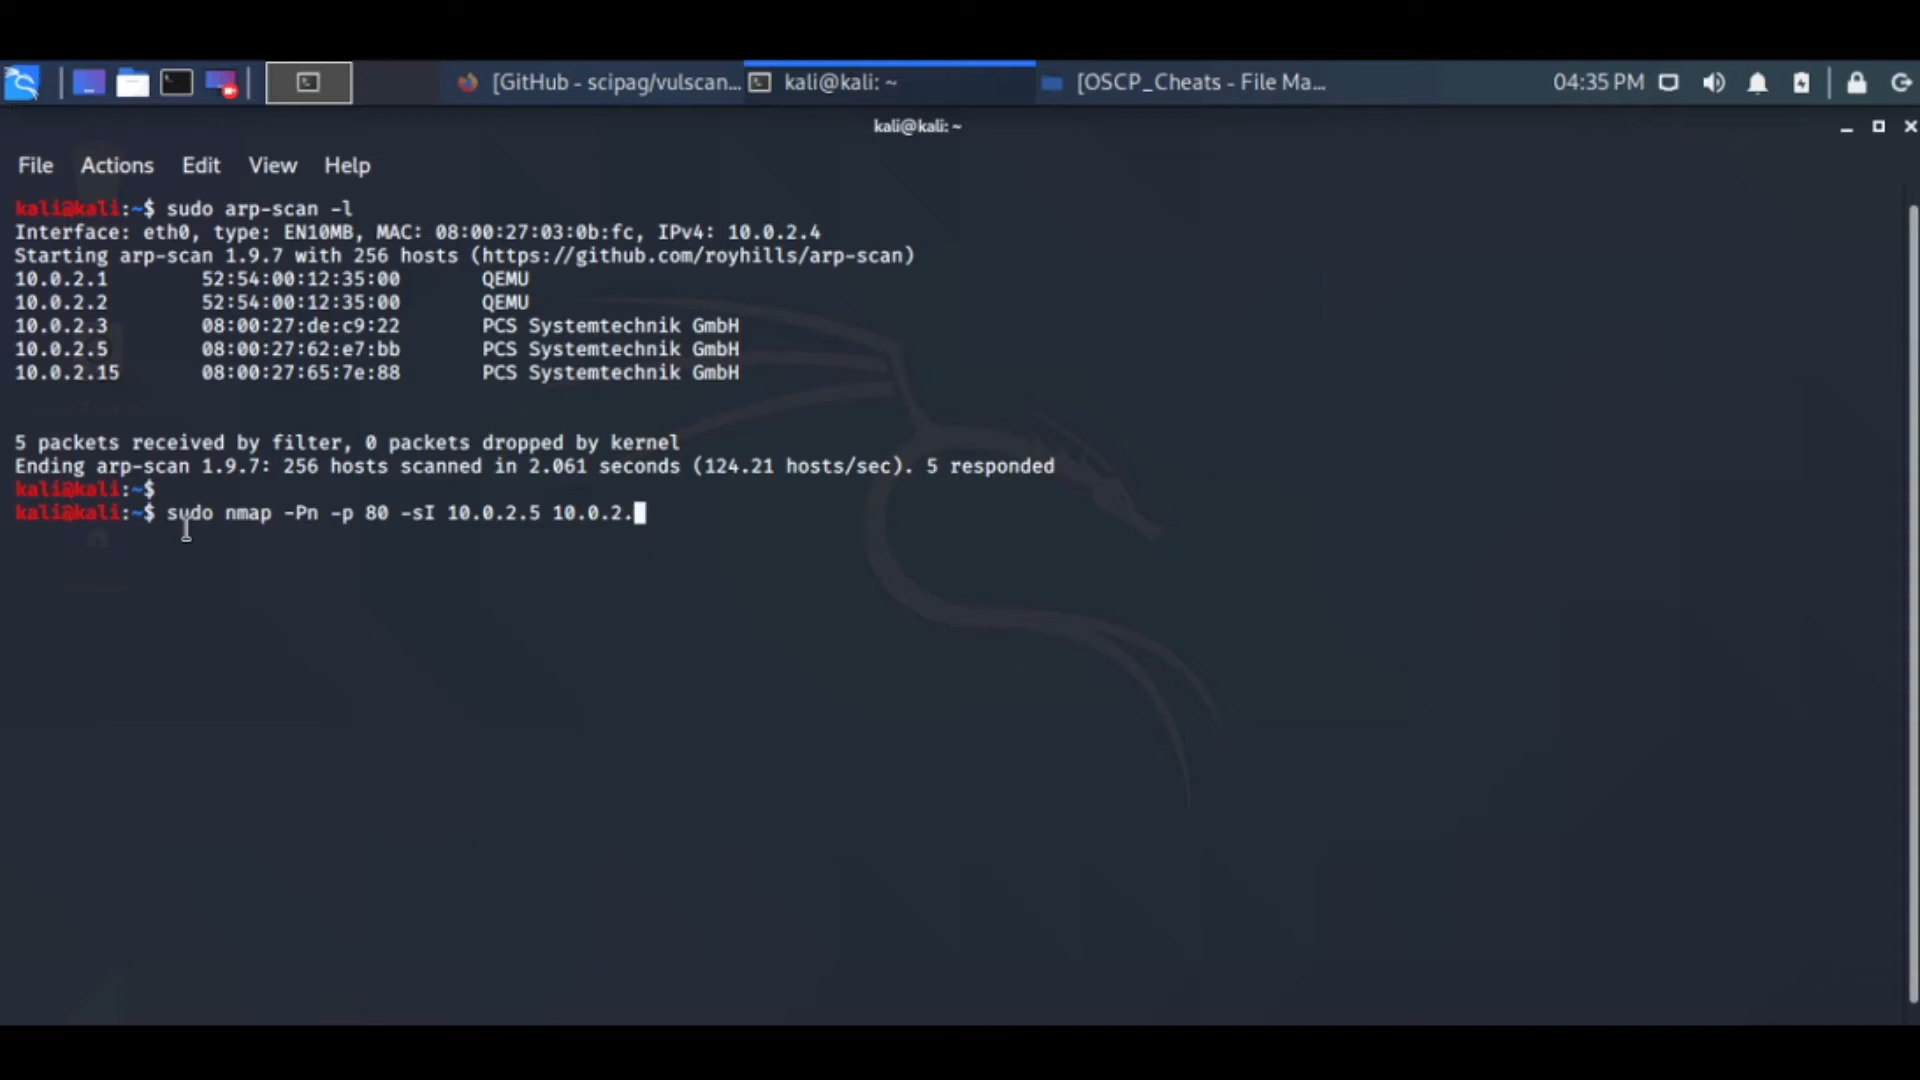 [GitHub - scipag/vulscan... kali@kali: ~ [OSCP_Cheats - File Ma... 04:35 PM
kali@kali: ~
File Actions Edit View Help
kali@kali:~$ sudo arp-scan -l
Interface: eth0, type: EN10MB, MAC: 08:00:27:03:0b:fc, IPv4: 10.0.2.4
Starting arp-scan 1.9.7 with 256 hosts (https://github.com/royhills/arp-scan)
10.0.2.1 52:54:00:12:35:00 QEMU
10.0.2.2 52:54:00:12:35:00 QEMU
10.0.2.3 08:00:27:de:c9:22 PCS Systemtechnik GmbH
10.0.2.5 08:00:27:62:e7:bb PCS Systemtechnik GmbH
10.0.2.15 08:00:27:65:7e:88 PCS Systemtechnik GmbH
5 packets received by filter, 0 packets dropped by kernel
Ending arp-scan 1.9.7: 256 hosts scanned in 2.061 seconds (124.21 hosts/sec). 5 responded
kali@kali:~$
kali@kali:~$ sudo nmap -Pn -p 80 -sI 10.0.2.5 10.0.2.